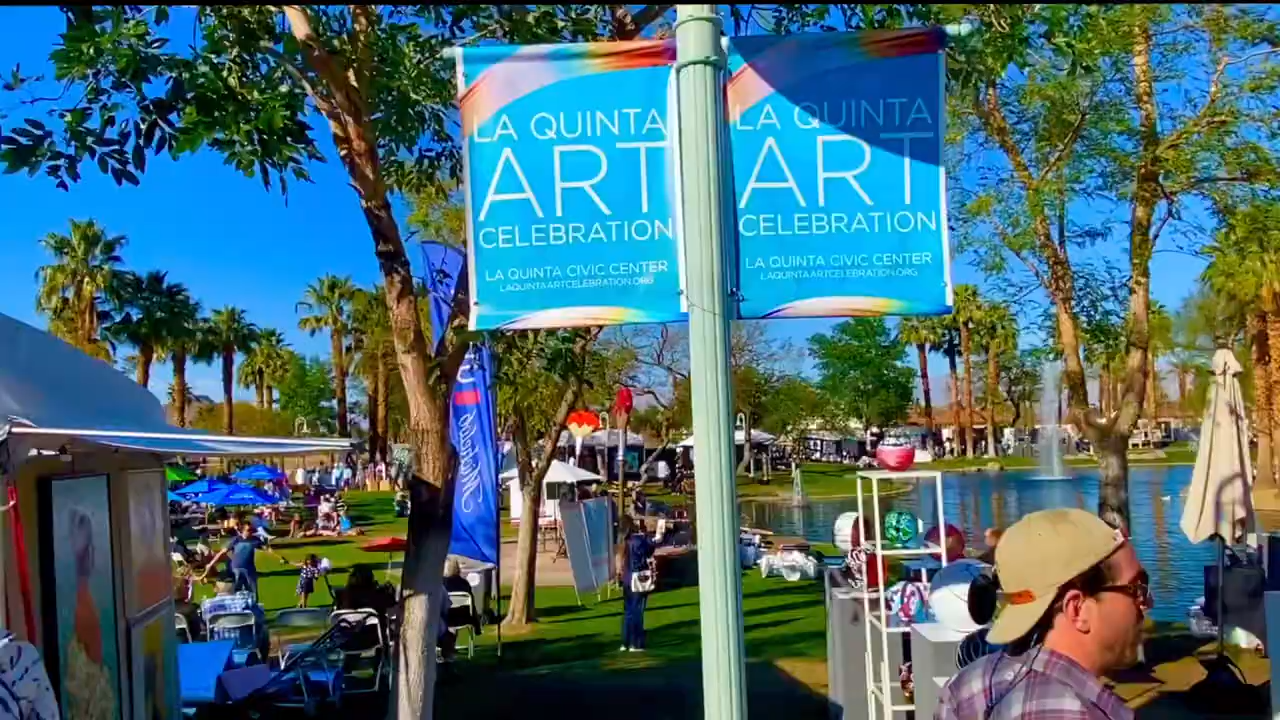 LA QUINTA
ART
CELEBRATION
LA QUINTA CIVIC CENTER
LAQUINTAARTCELEBRATION.ORG
LA QUINTA
ART
CELEBRATION
LA QUINTA CIVIC CENTER
LAQUINTAARTCELEBRATION.ORG